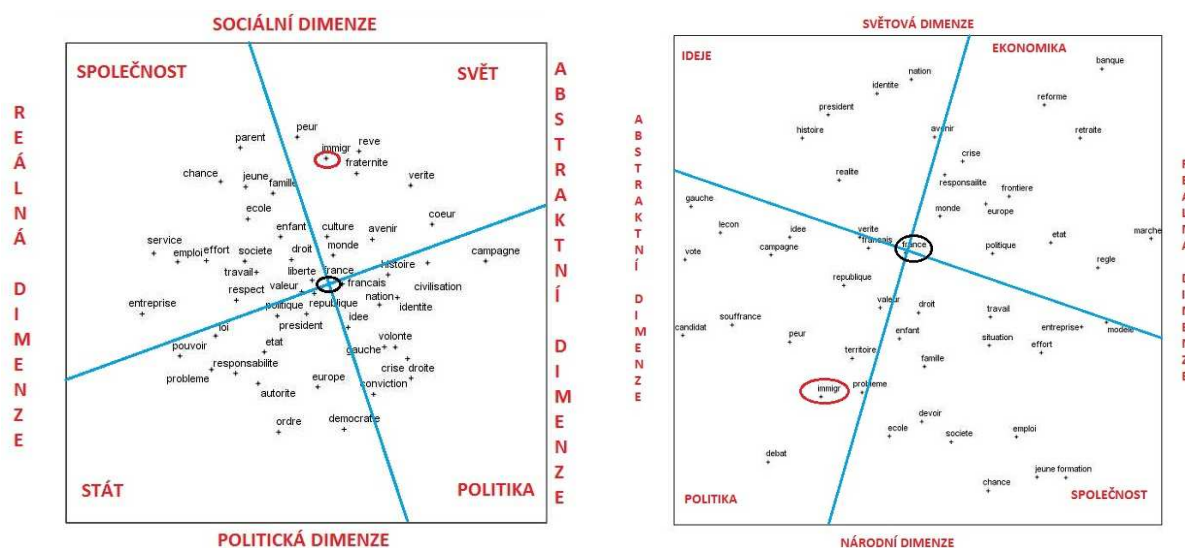 SOCIÁLNÍ DIMENZE
SPOLEČNOST
SVĚT
REÁLNÁ DIMENZE
ABSTRAKTNÍ DIMENZE
peur
parent
immigr
reve
fraternite
chance
jeune
famille
verite
ecole
coeur
enfant
culture
avenir
service
monde
emploi
effort
societe
droit
campagne
travail+
liberte
france
histoire
respect
valeur
francais
civilisation
entreprise
politique
republique
nation
identite
president
idee
loi
pouvoir
etat
gauche
volonte
probleme
responsabilite
crise
droite
autorite
europe
conviction
ordre
democratie
STÁT
POLITIKA
POLITICKÁ DIMENZE
SVĚTOVÁ DIMENZE
IDEJE
EKONOMIKA
ABSTRAKTNÍ DIMENZE
REÁLNÁ DIMENZE
banque
nation
identite
president
reforme
histoire
avenir
retraite
crise
realte
responsailite
frontiere
gauche
monde
europe
lecon
idee
verite
etat
marche
vote
campagne
francais
france
politique
regle
republique
valeur
droit
travail
candidat
souffrance
peur
enfant
situation
entreprise+
modele
effort
territoire
famille
immigr
probleme
devoir
ecole
societe
emploi
debat
jeune formation
chance
POLITIKA
SPOLEČNOST
NÁRODNÍ DIMENZE